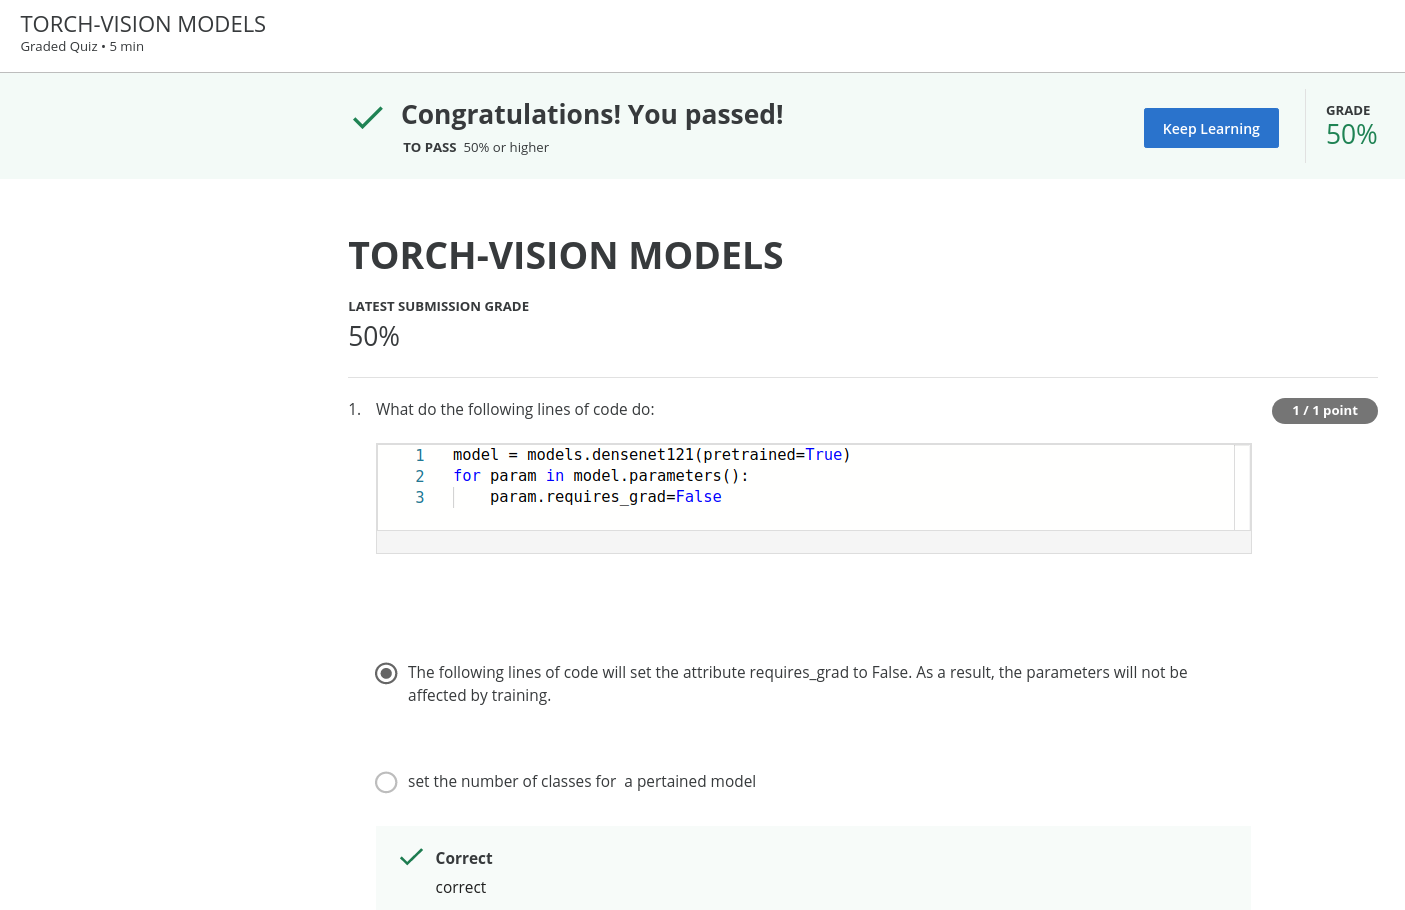 TORCH-VISION MODELS
Graded Quiz • 5 min
Congratulations! You passed!
TO PASS 50% or higher
Keep Learning
GRADE
50%
TORCH-VISION MODELS
LATEST SUBMISSION GRADE
50%
1. What do the following lines of code do:
1 / 1 point
1 model = models.densenet121(pretrained=True)
2 for param in model.parameters():
3     param.requires_grad=False
The following lines of code will set the attribute requires_grad to False. As a result, the parameters will not be
affected by training.
set the number of classes for  a pertained model
Correct
correct